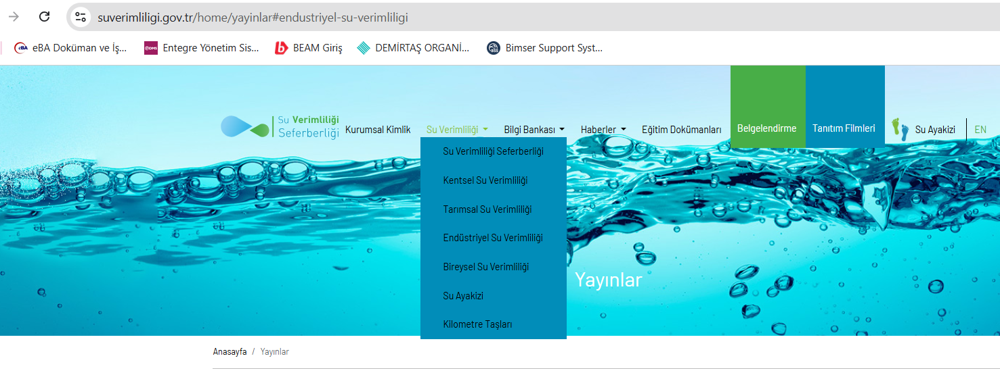 suverimliligi.gov.tr/home/yayinlar#endustriyel-su-verimliligi
eBA Doküman ve İş... Entegre Yönetim Sis... BEAM Giriş DEMİRTAŞ ORGANİ... Bimser Support Syst...
Su Verimliliği
Seferberliği
Kurumsal Kimlik Su Verimliliği Bilgi Bankası Haberler Eğitim Dokümanları Belgelendirme Tanıtım Filmleri Su Ayakizi EN
Su Verimliliği Seferberliği
Kentsel Su Verimliliği
Tarımsal Su Verimliliği
Endüstriyel Su Verimliliği
Bireysel Su Verimliliği
Yayınlar
Su Ayakizi
Kilometre Taşları
Anasayfa / Yayınlar